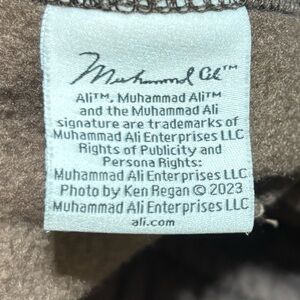 Muhammad Ali™
Ali™, Muhammad Ali™
and the Muhammad Ali
signature are trademarks of
Muhammad Ali Enterprises LLC
Rights of Publicity and
Persona Rights:
Muhammad Ali Enterprises LLC
Photo by Ken Regan © 2023
Muhammad Ali Enterprises LLC
ali.com